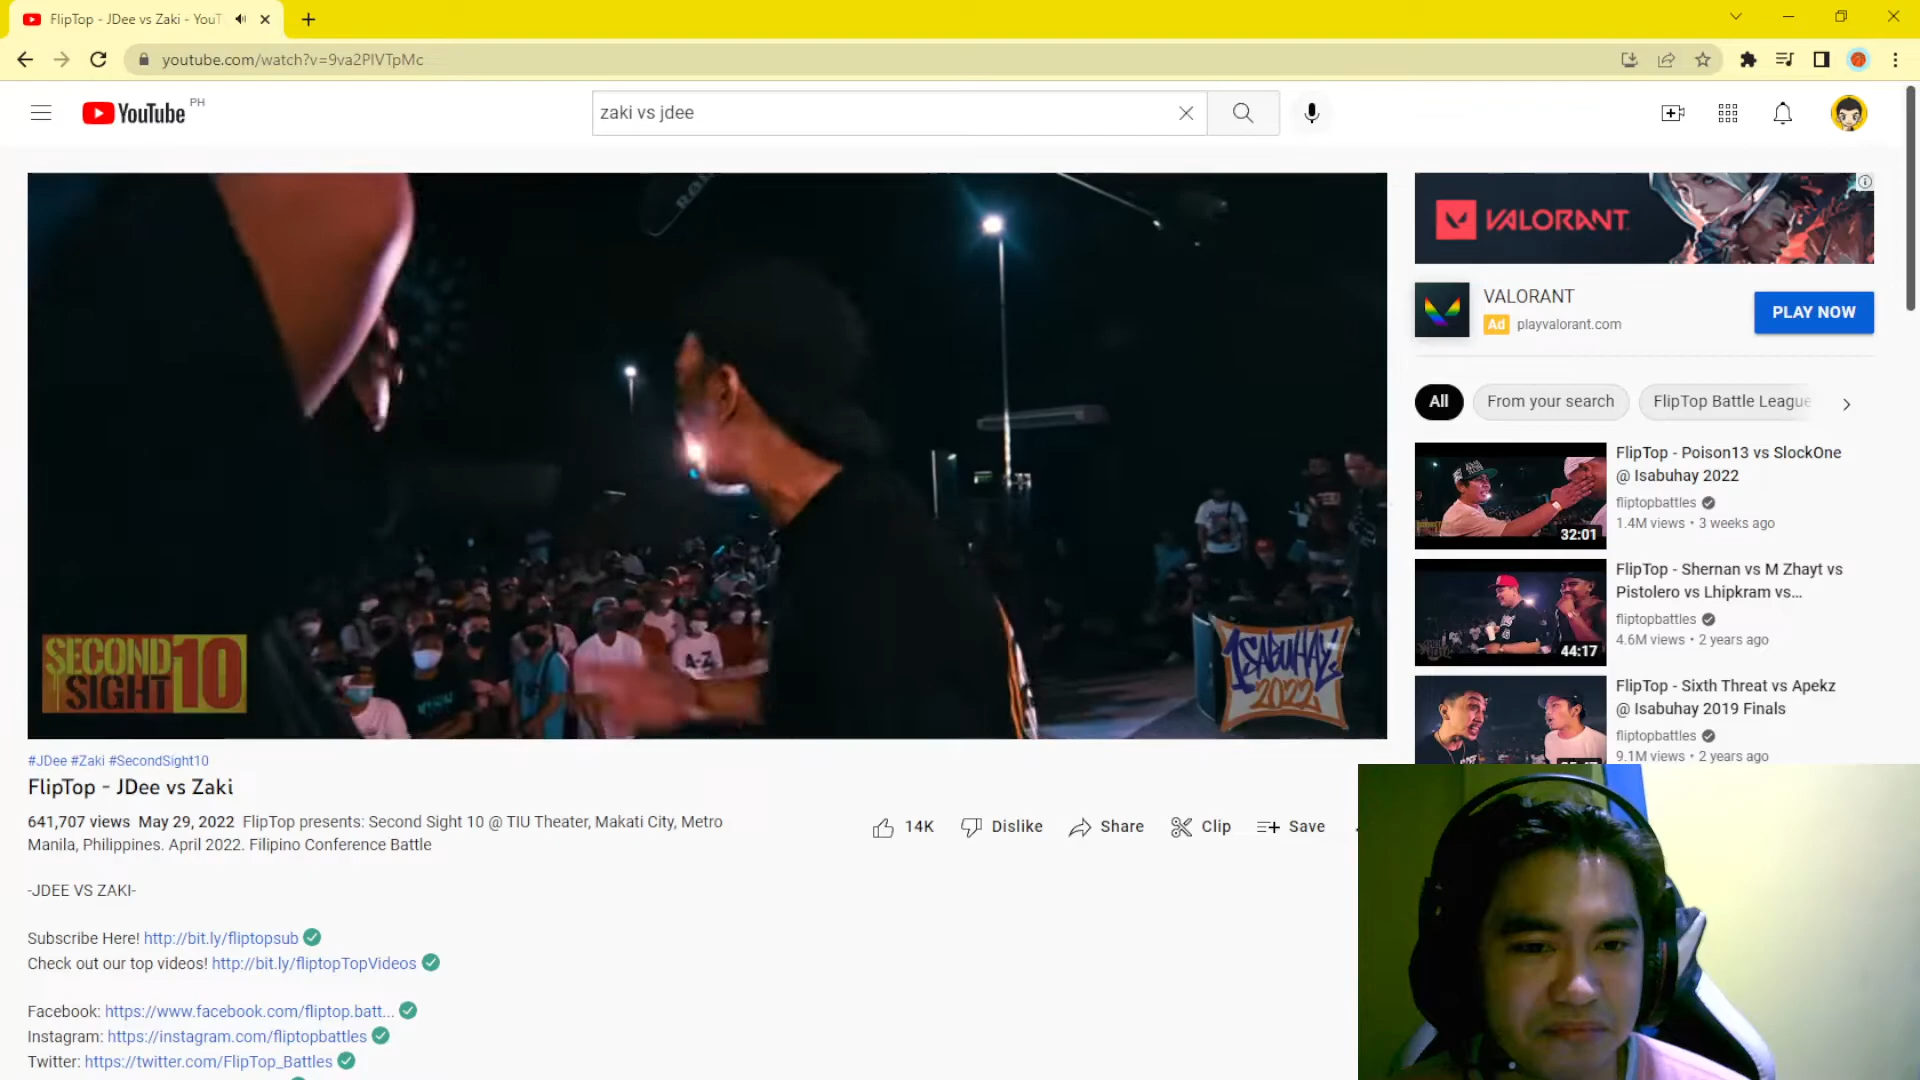 FlipTop - JDee vs Zaki - YouT
youtube.com/watch?v=9va2PlVTpMc
YouTube PH
zaki vs jdee
SECOND
SIGHT 10
A-Z
ISABUHAY
2022
#JDee #Zaki #SecondSight10
FlipTop - JDee vs Zaki
641,707 views May 29, 2022 FlipTop presents: Second Sight 10 @ TIU Theater, Makati City, Metro
Manila, Philippines. April 2022. Filipino Conference Battle
14K
Dislike
Share
Clip
Save
-JDEE VS ZAKI-
Subscribe Here! http://bit.ly/fliptopsub
Check out our top videos! http://bit.ly/fliptopTopVideos
Facebook: https://www.facebook.com/fliptop.batt...
Instagram: https://instagram.com/fliptopbattles
Twitter: https://twitter.com/FlipTop_Battles
VALORANT
VALORANT
Ad playvalorant.com
PLAY NOW
All
From your search
FlipTop Battle League
FlipTop - Poison13 vs SlockOne
@ Isabuhay 2022
fliptopbattles
1.4M views • 3 weeks ago
32:01
FlipTop - Shernan vs M Zhayt vs
Pistolero vs Lhipkram vs...
fliptopbattles
4.6M views • 2 years ago
44:17
FlipTop - Sixth Threat vs Apekz
@ Isabuhay 2019 Finals
fliptopbattles
9.1M views • 2 years ago